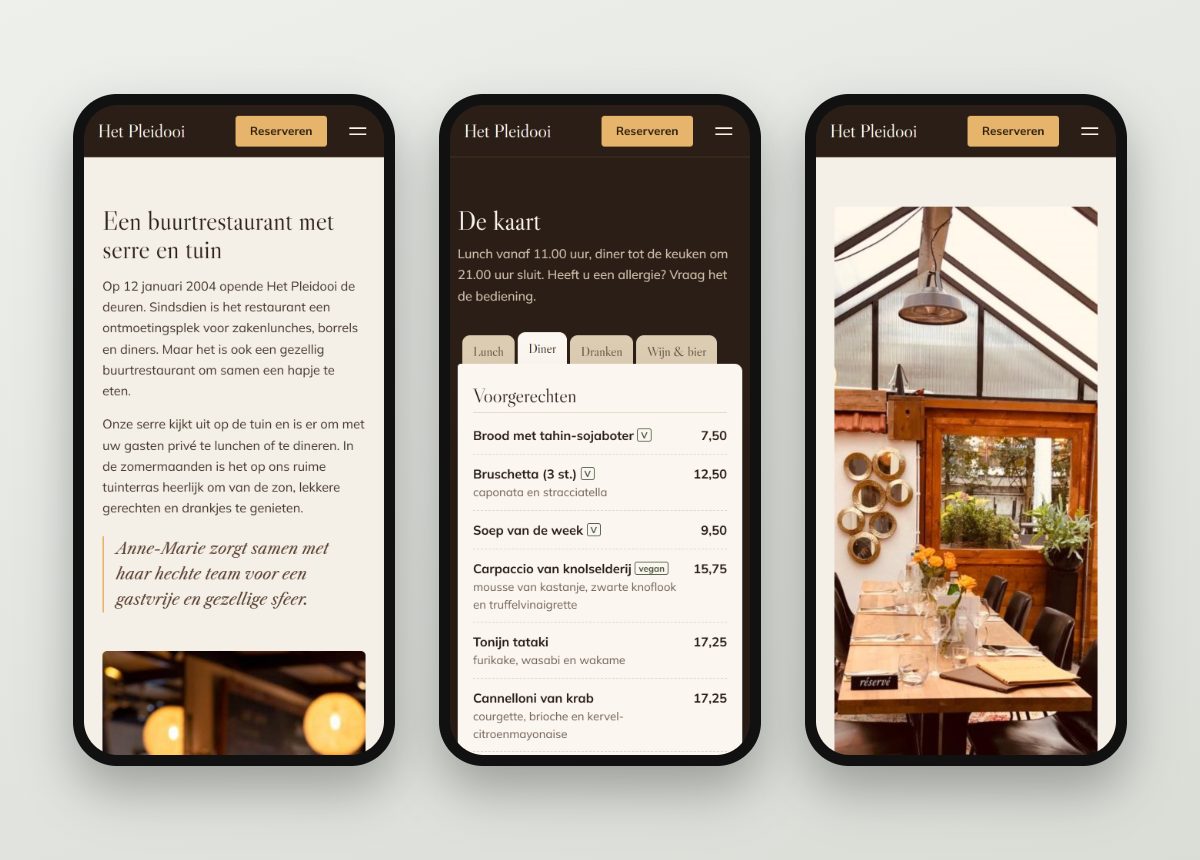 Het Pleidooi
Reserveren
Een buurtrestaurant met
serre en tuin
Op 12 januari 2004 opende Het Pleidooi de
deuren. Sindsdien is het restaurant een
ontmoetingsplek voor zakenlunches, borrels
en diners. Maar het is ook een gezellig
buurtrestaurant om samen een hapje te
eten.
Onze serre kijkt uit op de tuin en is er om met
uw gasten privé te lunchen of te dineren. In
de zomermaanden is het op ons ruime
tuinterras heerlijk om van de zon, lekkere
gerechten en drankjes te genieten.
Anne-Marie zorgt samen met
haar hechte team voor een
gastvrije en gezellige sfeer.
Het Pleidooi
Reserveren
De kaart
Lunch vanaf 11.00 uur, diner tot de keuken om
21.00 uur sluit. Heeft u een allergie? Vraag het
de bediening.
Lunch
Diner
Dranken
Wijn & bier
Voorgerechten
Brood met tahin-sojaboter V 7,50
Bruschetta (3 st.) V 12,50
caponata en stracciatella
Soep van de week V 9,50
Carpaccio van knolselderij vegan 15,75
mousse van kastanje, zwarte knoflook
en truffelvinaigrette
Tonijn tataki 17,25
furikake, wasabi en wakame
Cannelloni van krab 17,25
courgette, brioche en kervel-
citroenmayonaise
Het Pleidooi
Reserveren
réservé